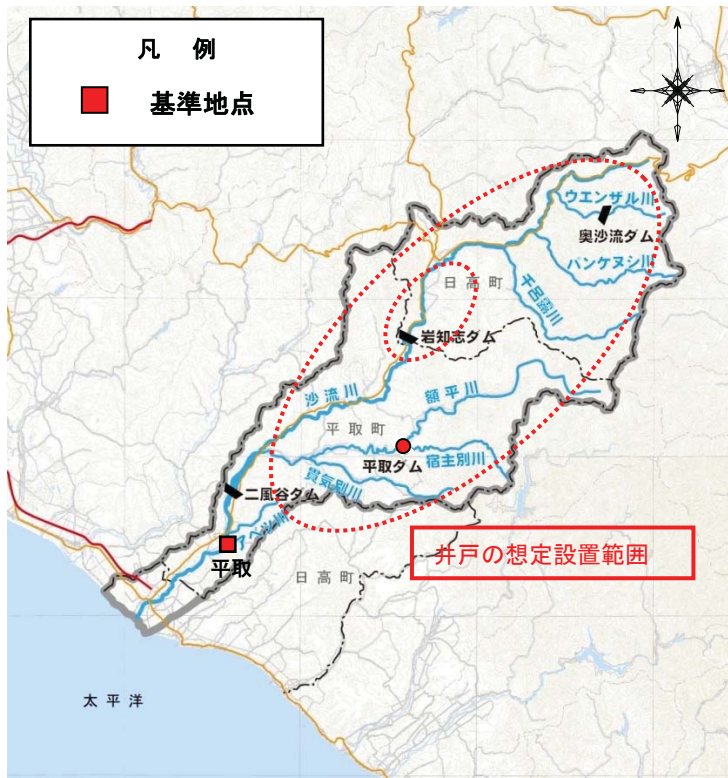 凡 例
基準地点
ウエンザル川
奥沙流ダム
パンケヌシ川
日高町
千呂露川
岩知志ダム
沙流川
額平川
平取町
平取ダム
宿主別川
二風谷ダム
貫気別川
アベツ川
平取
井戸の想定設置範囲
日高町
太平洋